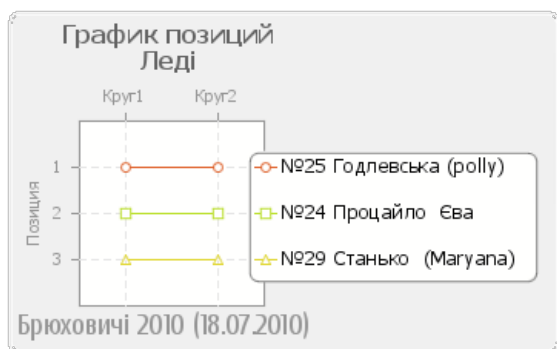 График позиций
Леді
Круг1 Круг2
Позиция
1
2
3
№25 Годлевська (polly)
№24 Процайло Єва
№29 Станько (Maryana)
Брюховичі 2010 (18.07.2010)